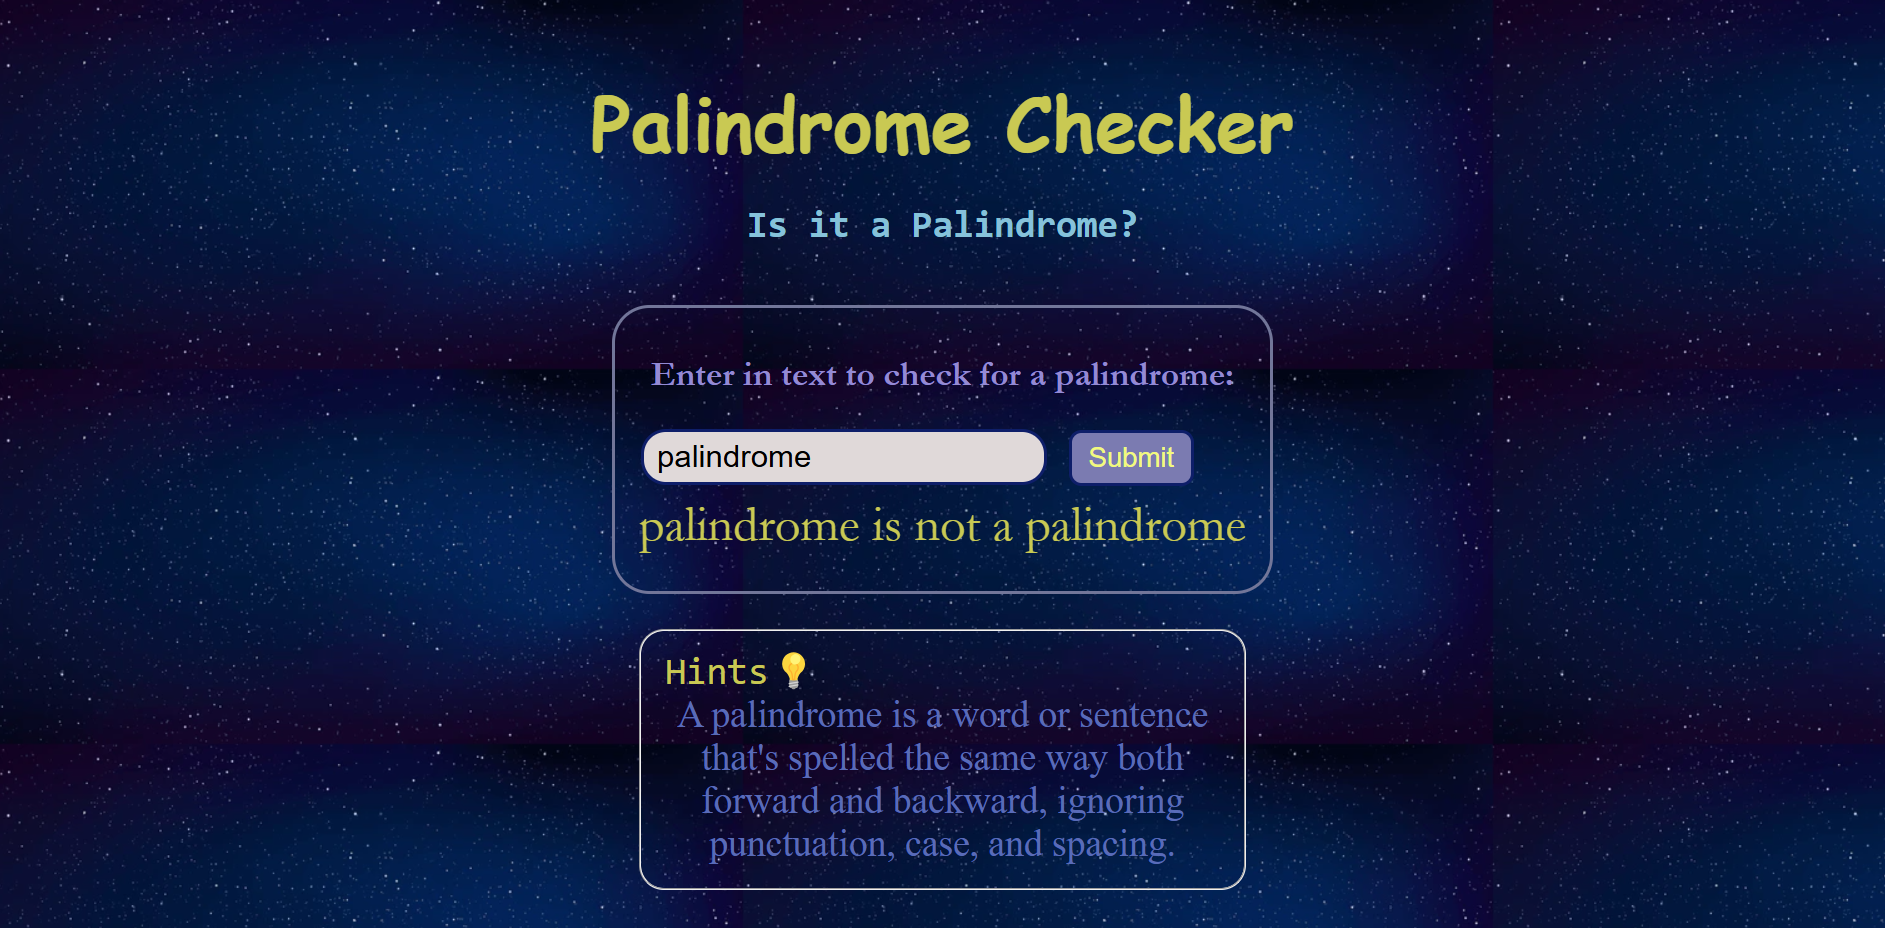 Palindrome Checker
Is it a Palindrome?
Enter in text to check for a palindrome:
palindrome
Submit
palindrome is not a palindrome
Hints💡
A palindrome is a word or sentence
that's spelled the same way both
forward and backward, ignoring
punctuation, case, and spacing.